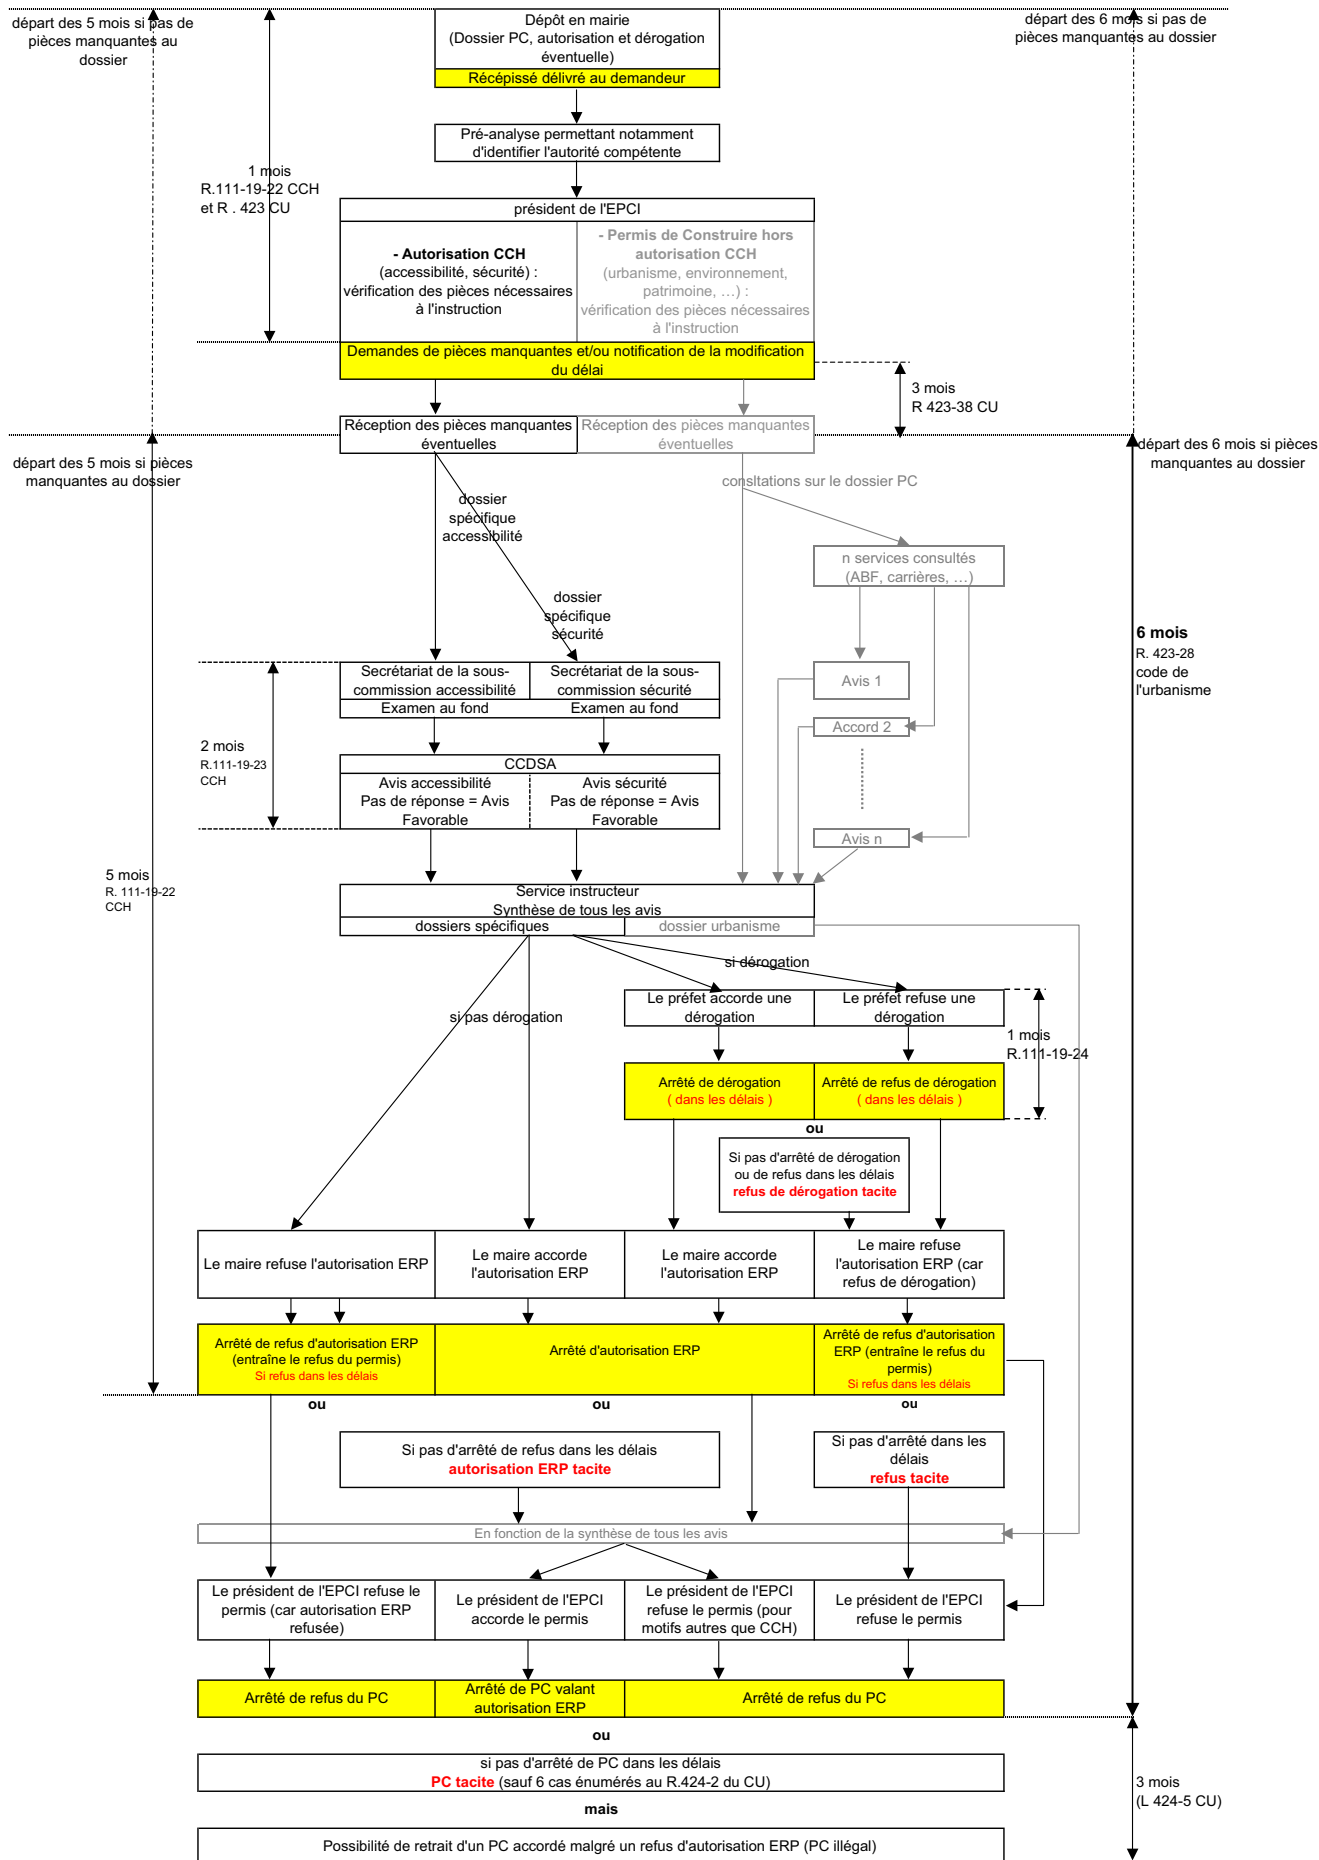 départ des 5 mois si pas de
pièces manquantes au
dossier
Dépôt en mairie
(Dossier PC, autorisation et dérogation
éventuelle)
Récépissé délivré au demandeur
départ des 6 mois si pas de
pièces manquantes au dossier
Pré-analyse permettant notamment
d'identifier l'autorité compétente
1 mois
R.111-19-22 CCH
et R . 423 CU
président de l'EPCI
- Autorisation CCH
(accessibilité, sécurité) :
vérification des pièces nécessaires
à l'instruction
- Permis de Construire hors
autorisation CCH
(urbanisme, environnement,
patrimoine, …) :
vérification des pièces nécessaires
à l'instruction
Demandes de pièces manquantes et/ou notification de la modification
du délai
3 mois
R 423-38 CU
Réception des pièces manquantes
éventuelles
Réception des pièces manquantes
éventuelles
départ des 5 mois si pièces
manquantes au dossier
départ des 6 mois si pièces
manquantes au dossier
dossier
spécifique
accessibilité
conslta​tions sur le dossier PC
n services consultés
(ABF, carrières, …)
dossier
spécifique
sécurité
6 mois
R. 423-28
code de
l'urbanisme
Secrétariat de la sous-
commission accessibilité
Secrétariat de la sous-
commission sécurité
Examen au fond
Examen au fond
Avis 1
Accord 2
2 mois
R.111-19-23
CCH
CCDSA
Avis accessibilité
Pas de réponse = Avis
Favorable
Avis sécurité
Pas de réponse = Avis
Favorable
Avis n
5 mois
R. 111-19-22
CCH
Service instructeur
Synthèse de tous les avis
dossiers spécifiques
dossier urbanisme
si dérogation
si pas dérogation
Le préfet accorde une
dérogation
Le préfet refuse une
dérogation
1 mois
R.111-19-24
Arrêté de dérogation
( dans les délais )
Arrêté de refus de dérogation
( dans les délais )
ou
Si pas d'arrêté de dérogation
ou de refus dans les délais
refus de dérogation tacite
Le maire refuse l'autorisation ERP
Le maire accorde
l'autorisation ERP
Le maire accorde
l'autorisation ERP
Le maire refuse
l'autorisation ERP (car
refus de dérogation)
Arrêté de refus d'autorisation ERP
(entraîne le refus du permis)
Si refus dans les délais
Arrêté d'autorisation ERP
Arrêté de refus d'autorisation
ERP (entraîne le refus du
permis)
Si refus dans les délais
ou
ou
ou
Si pas d'arrêté de refus dans les délais
autorisation ERP tacite
Si pas d'arrêté dans les
délais
refus tacite
En fonction de la synthèse de tous les avis
Le président de l'EPCI refuse le
permis (car autorisation ERP
refusée)
Le président de l'EPCI
accorde le permis
Le président de l'EPCI
refuse le permis (pour
motifs autres que CCH)
Le président de l'EPCI
refuse le permis
Arrêté de refus du PC
Arrêté de PC valant
autorisation ERP
Arrêté de refus du PC
ou
si pas d'arrêté de PC dans les délais
PC tacite (sauf 6 cas énumérés au R.424-2 du CU)
3 mois
(L 424-5 CU)
mais
Possibilité de retrait d'un PC accordé malgré un refus d'autorisation ERP (PC illégal)